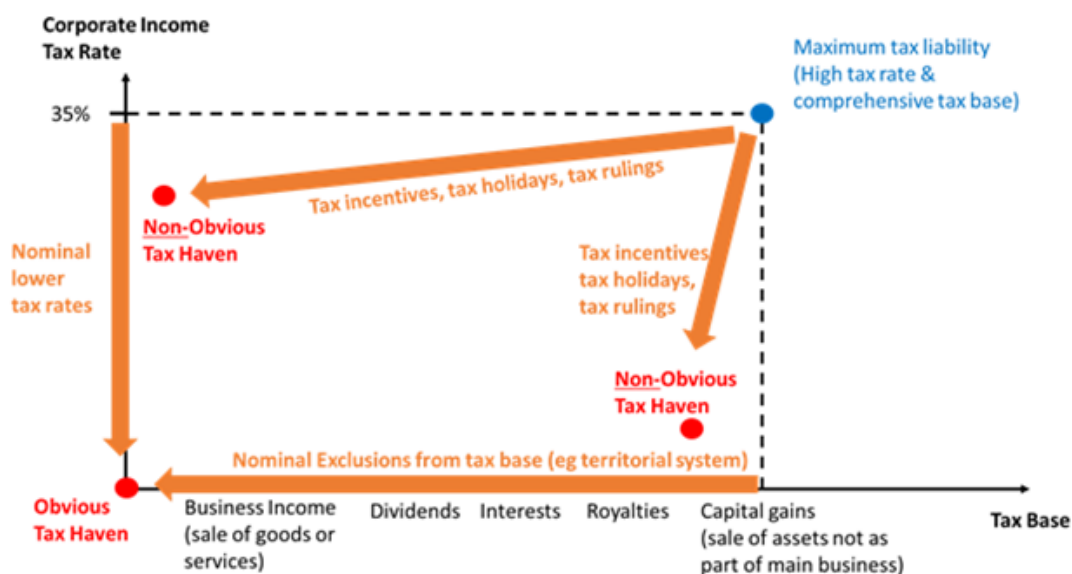 Corporate Income
Tax Rate
Maximum tax liability
(High tax rate &
comprehensive tax base)
35%
Tax incentives, tax holidays, tax rulings
Non-Obvious
Tax Haven
Nominal
lower
tax rates
Tax incentives,
tax holidays,
tax rulings
Non-Obvious
Tax Haven
Nominal Exclusions from tax base (eg territorial system)
Obvious
Tax Haven
Business Income
(sale of goods or
services)
Dividends
Interests
Royalties
Capital gains
(sale of assets not as
part of main business)
Tax Base